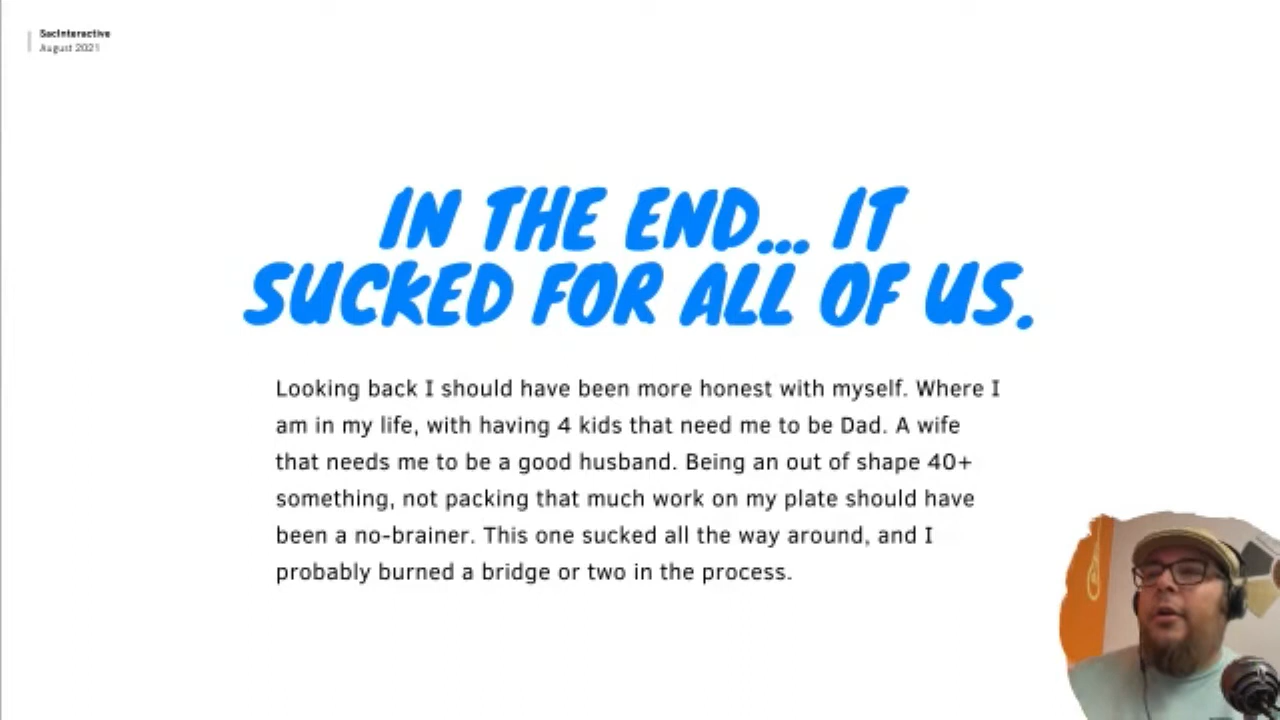 SacInteractive
August 2021
IN THE END... IT
SUCKED FOR ALL OF US.
Looking back I should have been more honest with myself. Where I
am in my life, with having 4 kids that need me to be Dad. A wife
that needs me to be a good husband. Being an out of shape 40+
something, not packing that much work on my plate should have
been a no-brainer. This one sucked all the way around, and I
probably burned a bridge or two in the process.